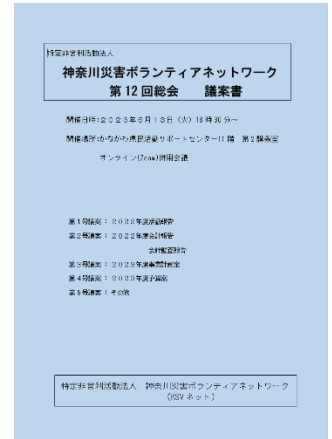 特定非営利活動法人
神奈川災害ボランティアネットワーク
第12回総会 議案書
開催日時:2023年6月13日（火）18時30分～
開催場所:かながわ県民活動サポートセンター11階 第2講義室
オンライン(Zoom)併用会議
第1号議案：2022年度活動報告
第2号議案：2022年度会計報告
会計監査報告
第3号議案：2023年度事業計画案
第4号議案：2023年度予算案
第5号議案：その他
特定非営利活動法人 神奈川災害ボランティアネットワーク
(KSVネット)